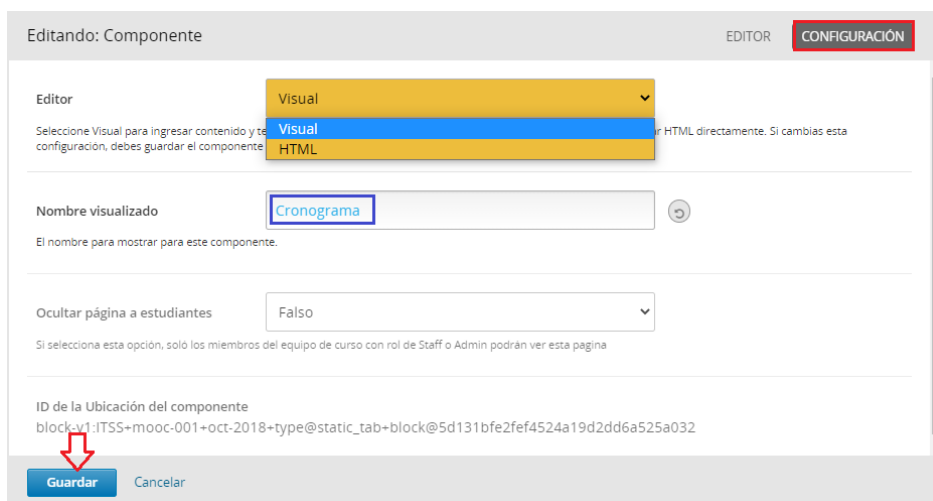 Editando: Componente
EDITOR
CONFIGURACIÓN
Editor
Visual
Seleccione Visual para ingresar contenido y te
Visual
r HTML directamente. Si cambias esta
configuración, debes guardar el componente
HTML
Nombre visualizado
Cronograma
El nombre para mostrar para este componente.
Ocultar página a estudiantes
Falso
Si selecciona esta opción, soló los miembros del equipo de curso con rol de Staff o Admin podrán ver esta pagina
ID de la Ubicación del componente
block-v1:ITSS+mooc-001+oct-2018+type@static_tab+block@5d131bfe2fef4524a19d2dd6a525a032
Guardar
Cancelar